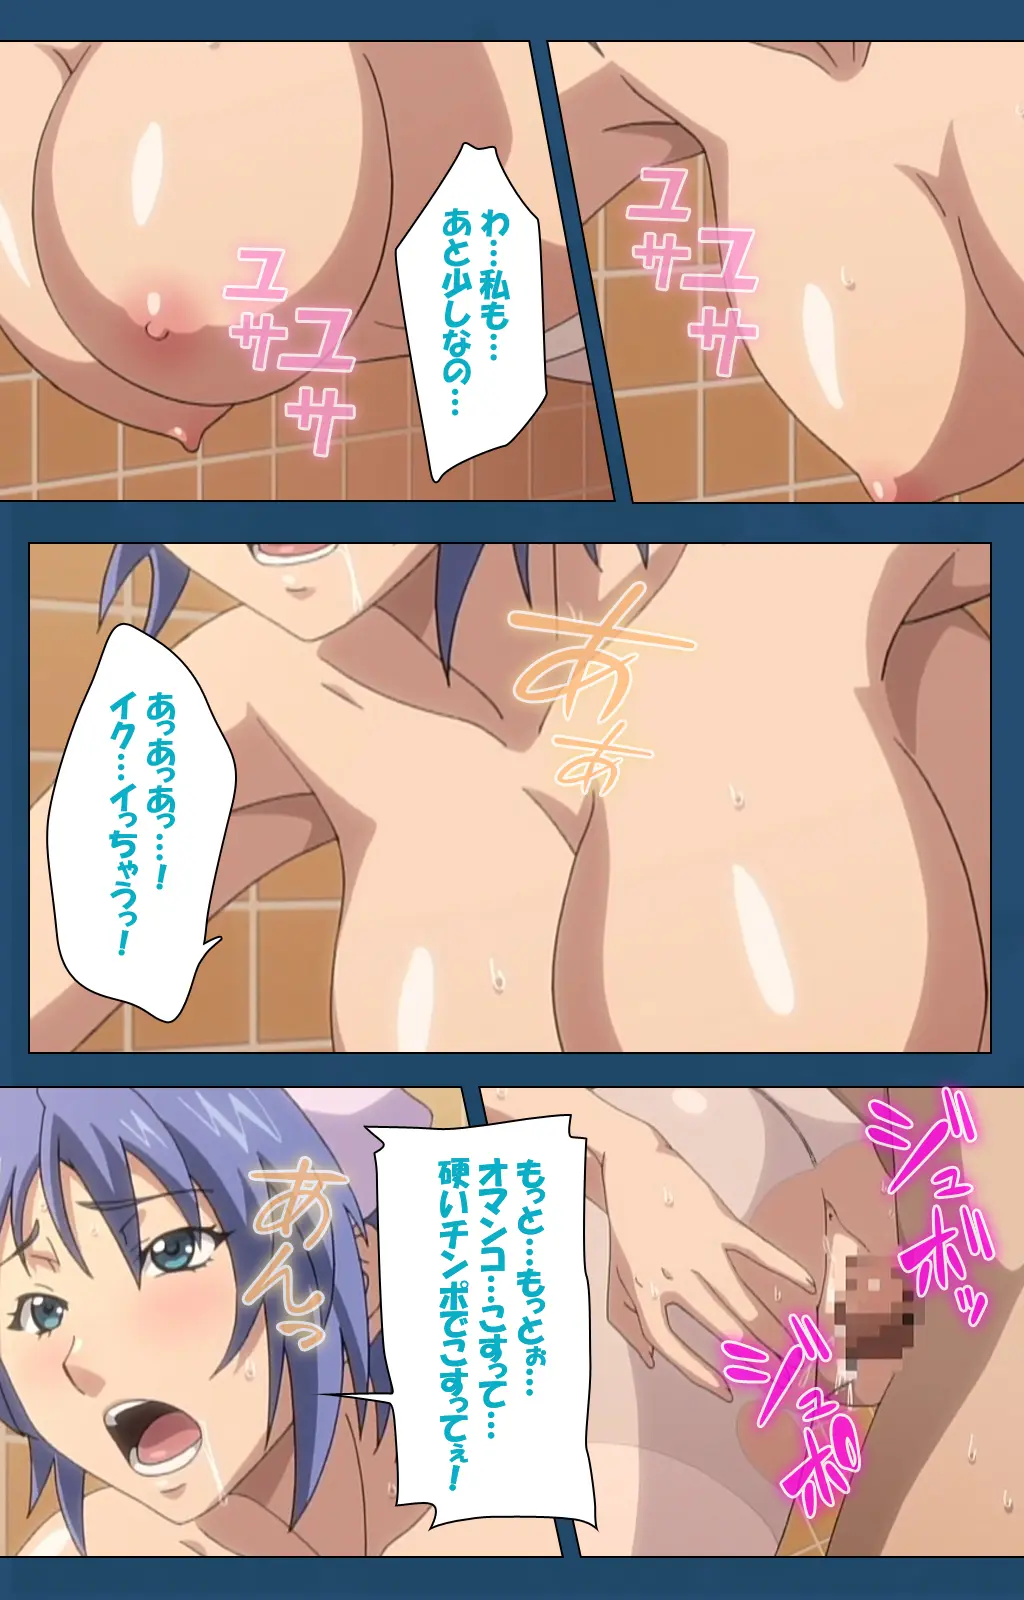 ユサ
ユサ
わ…私も…
あと少しなの…
ユサ
ユサ
あぁ
あっあっあっ…！
イク…イっちゃうっ！
ジュボッ
ジュポ
もっと…もっとぉ…
オマンコ…こすって…
硬いチンポでこすってぇ！
あんっ